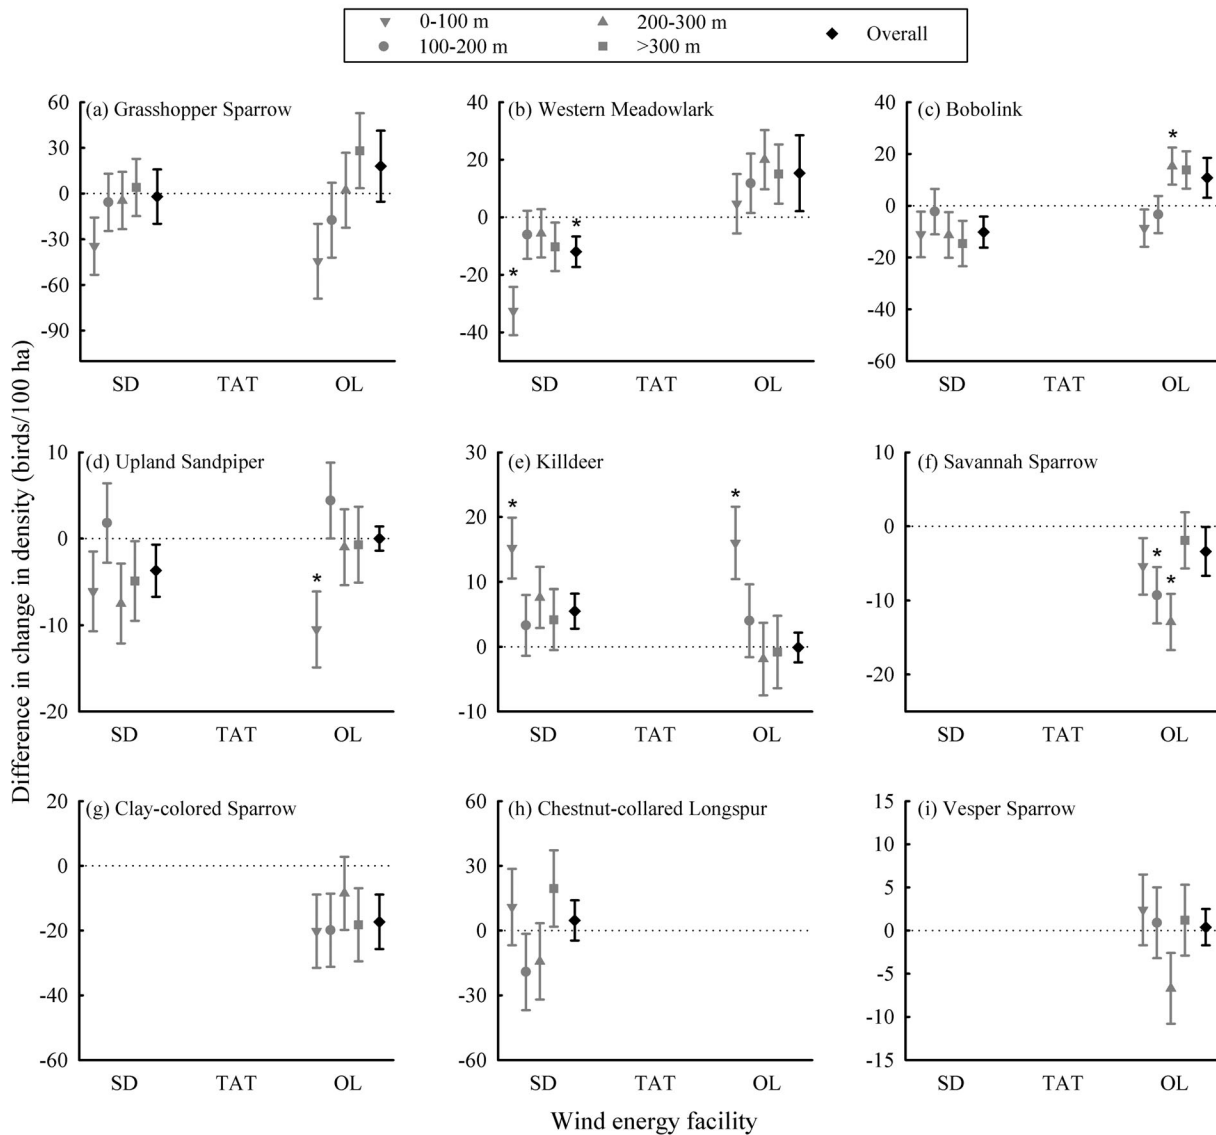 0-100 m
200-300 m
Overall
100-200 m
>300 m
Difference in change in density (birds/100 ha)
(a) Grasshopper Sparrow
60
30
0
-30
-60
-90
SD TAT OL
(b) Western Meadowlark
40
20
0
-20
-40
* *
SD TAT OL
(c) Bobolink
40
20
0
-20
-40
-60
*
SD TAT OL
(d) Upland Sandpiper
10
0
-10
-20
*
SD TAT OL
(e) Killdeer
30
20
10
0
-10
* *
SD TAT OL
(f) Savannah Sparrow
10
0
-10
-20
* *
SD TAT OL
(g) Clay-colored Sparrow
20
0
-20
-40
-60
SD TAT OL
(h) Chestnut-collared Longspur
60
30
0
-30
-60
SD TAT OL
(i) Vesper Sparrow
15
10
5
0
-5
-10
-15
SD TAT OL
Wind energy facility